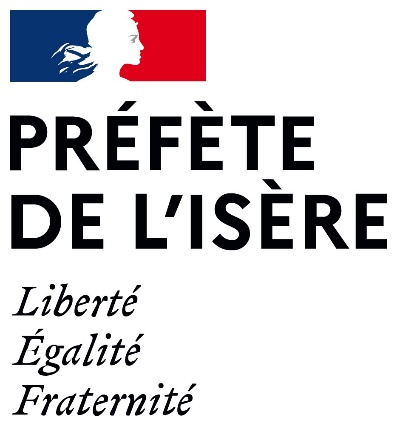 PRÉFÈTE
DE L'ISÈRE
Liberté
Égalité
Fraternité